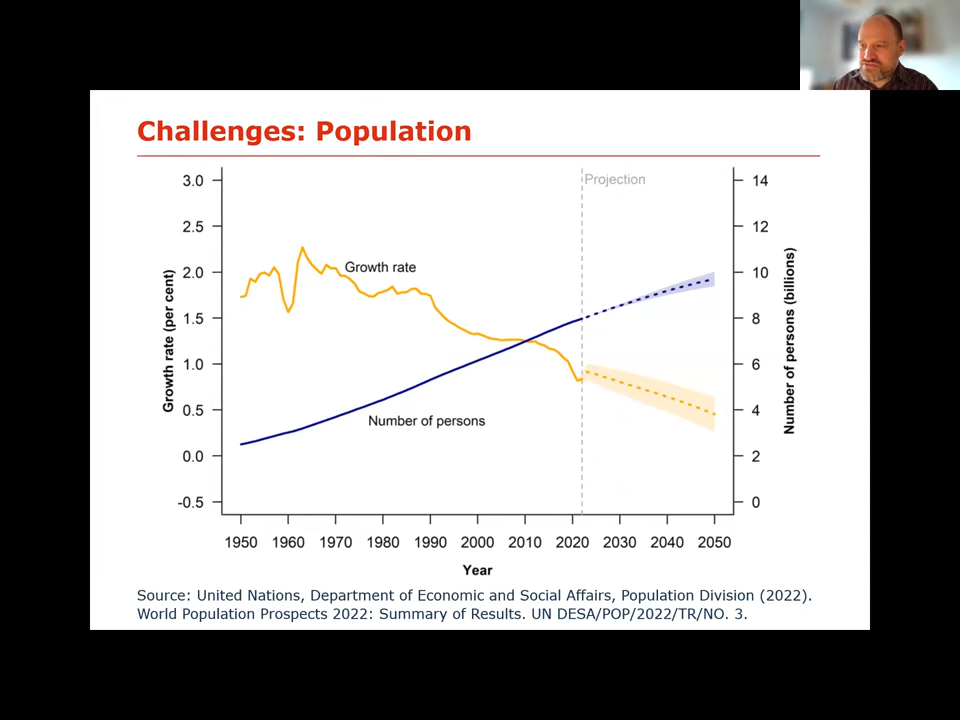 Challenges: Population
3.0
2.5
2.0
1.5
1.0
0.5
0.0
-0.5
Growth rate (per cent)
Growth rate
Number of persons
Projection
14
12
10
8
6
4
2
0
Number of persons (billions)
1950 1960 1970 1980 1990 2000 2010 2020 2030 2040 2050
Year
Source: United Nations, Department of Economic and Social Affairs, Population Division (2022).
World Population Prospects 2022: Summary of Results. UN DESA/POP/2022/TR/NO. 3.